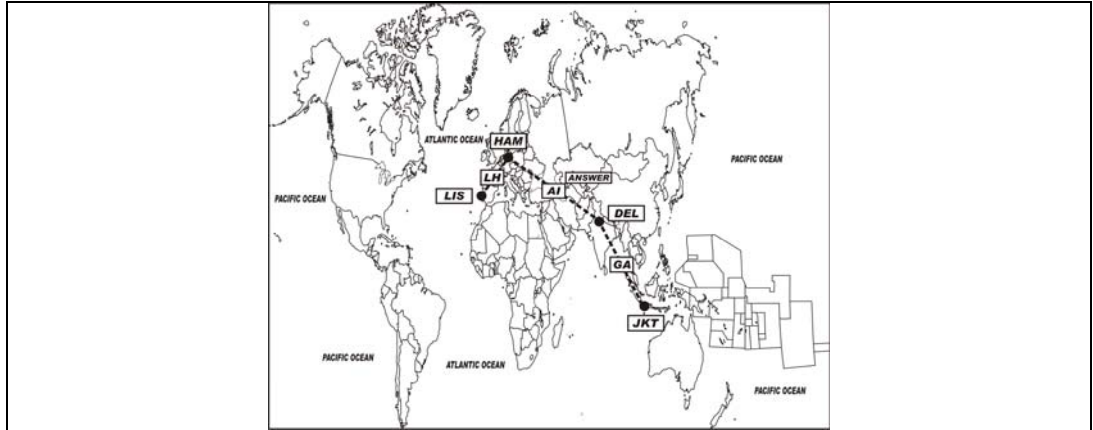 ATLANTIC OCEAN
HAM
PACIFIC OCEAN
LH
AI
ANSWER
PACIFIC OCEAN
LIS
DEL
GA
JKT
PACIFIC OCEAN
ATLANTIC OCEAN
PACIFIC OCEAN